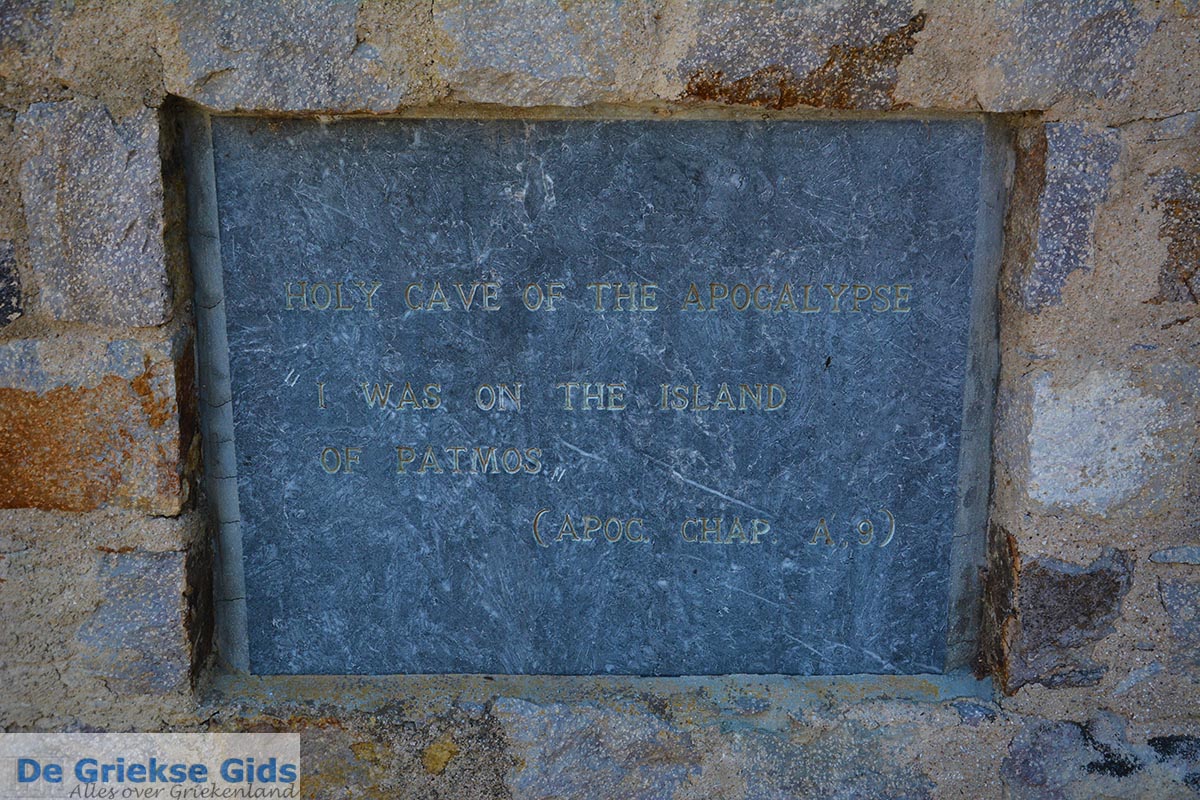 HOLY CAVE OF THE APOCALYPSE
" I WAS ON THE ISLAND
OF PATMOS. "
(APOC. CHAP. A, 9)
De Griekse Gids
Alles over Griekenland